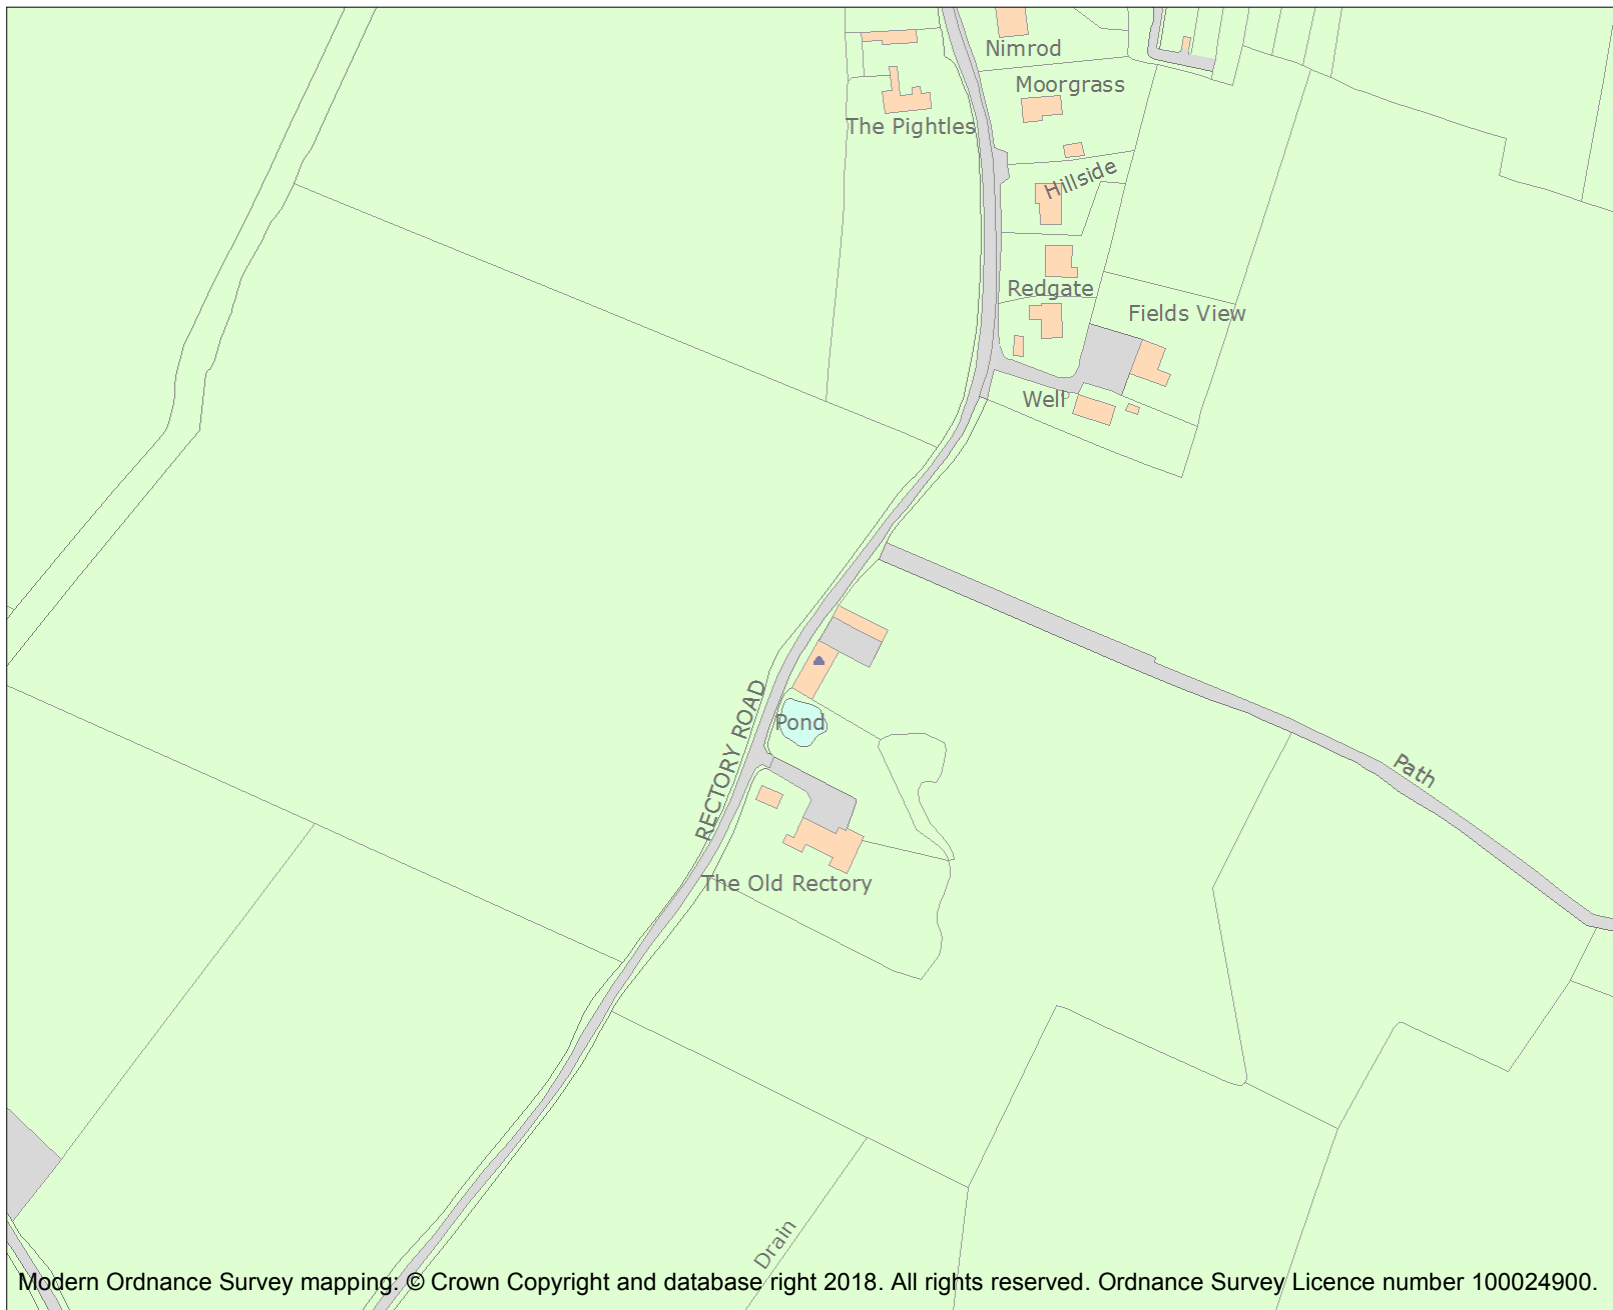 Nimrod
Moorgrass
The Pightles
Hillside
Redgate
Fields View
Well
RECTORY ROAD
Pond
Path
The Old Rectory
Drain
Modern Ordnance Survey mapping: © Crown Copyright and database right 2018. All rights reserved. Ordnance Survey Licence number 100024900.